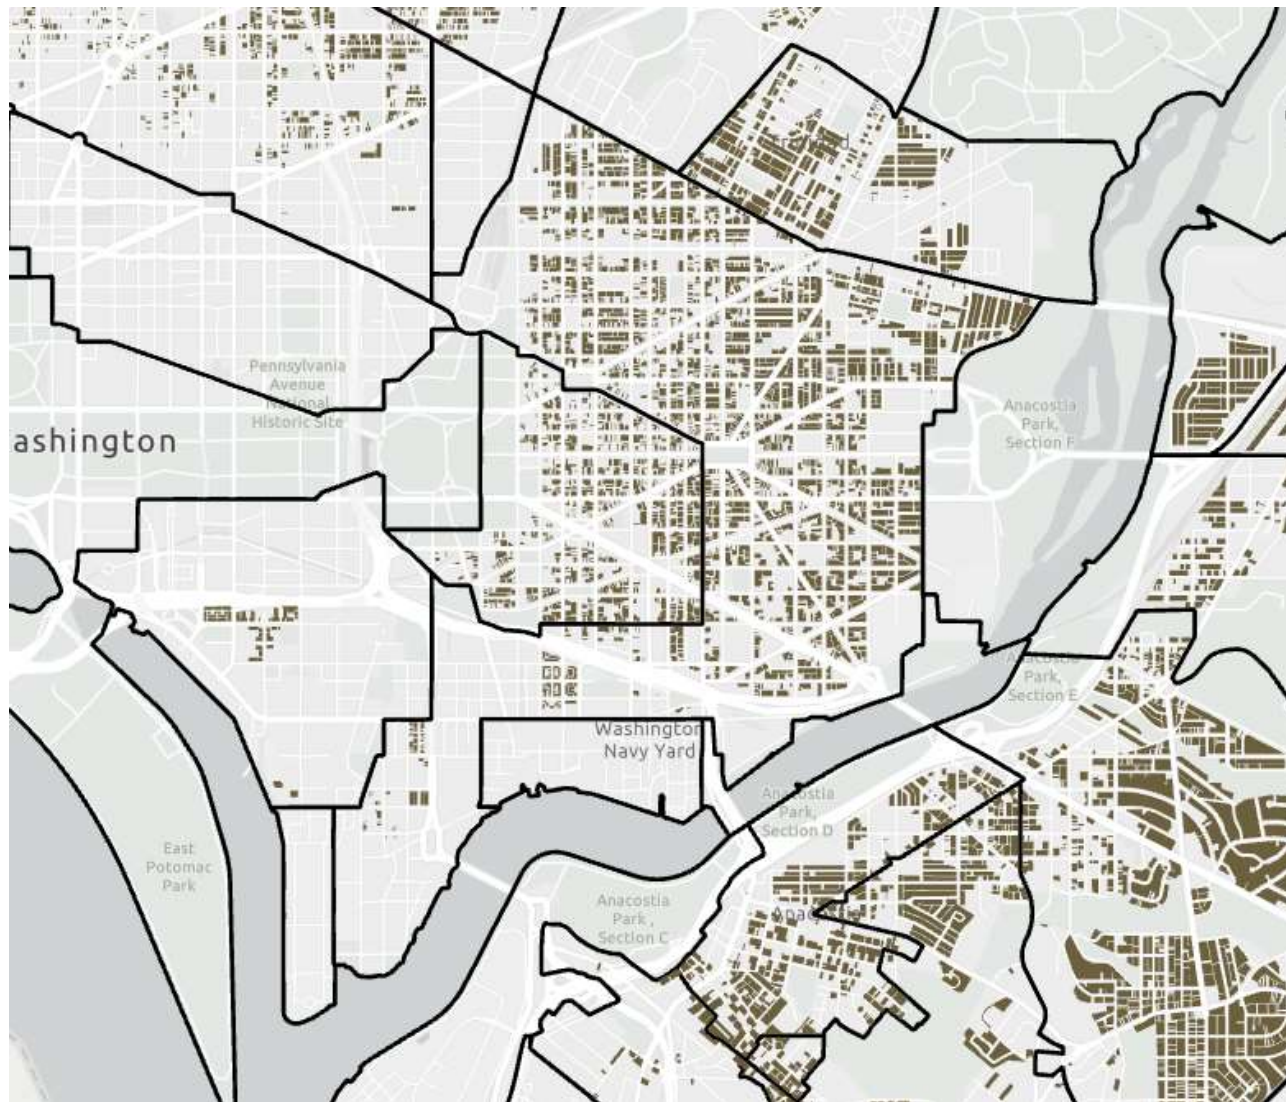 Pennsylvania
Avenue
National
Historic Site
ashington
Anacostia
Park,
Section F
Anacostia
Park,
Section E
Washington
Navy Yard
Anacostia
Park,
Section D
East
Potomac
Park
Anacostia
Park ,
Section C